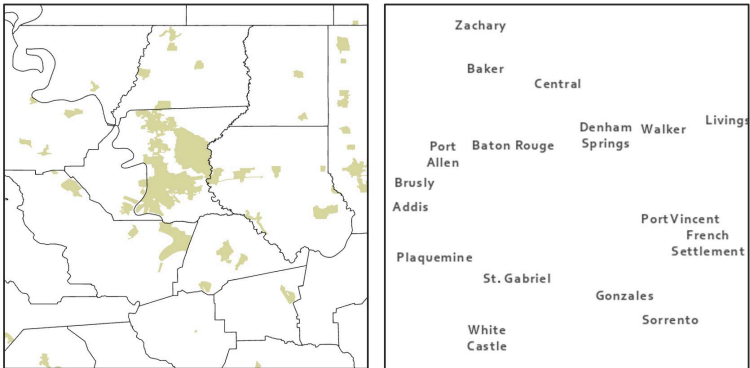 Zachary
Baker
Central
Livings
Denham
Springs
Walker
Port
Allen
Baton Rouge
Brusly
Addis
Port Vincent
French
Settlement
Plaquemine
St. Gabriel
Gonzales
Sorrento
White
Castle